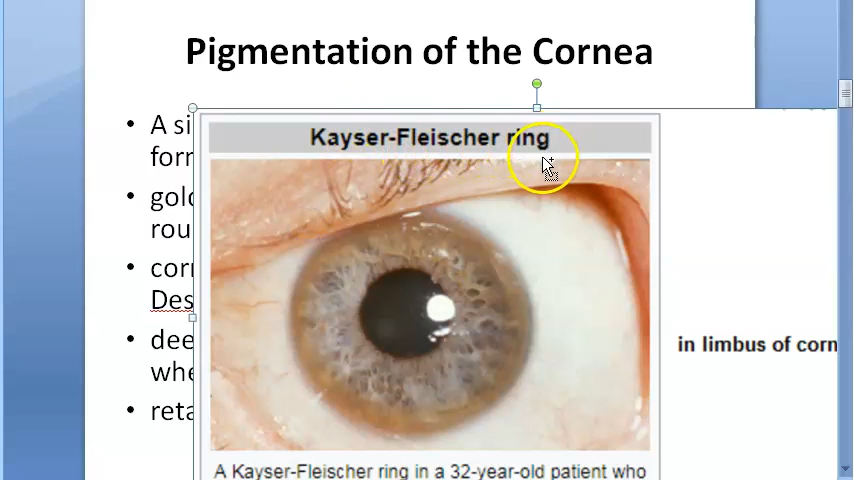 Pigmentation of the Cornea
• A si
for
Kayser-Fleischer ring
• gold
rou
• corn
Des
• dee
whe
• reta
in limbus of corn
A Kayser-Fleischer ring in a 32-year-old patient who